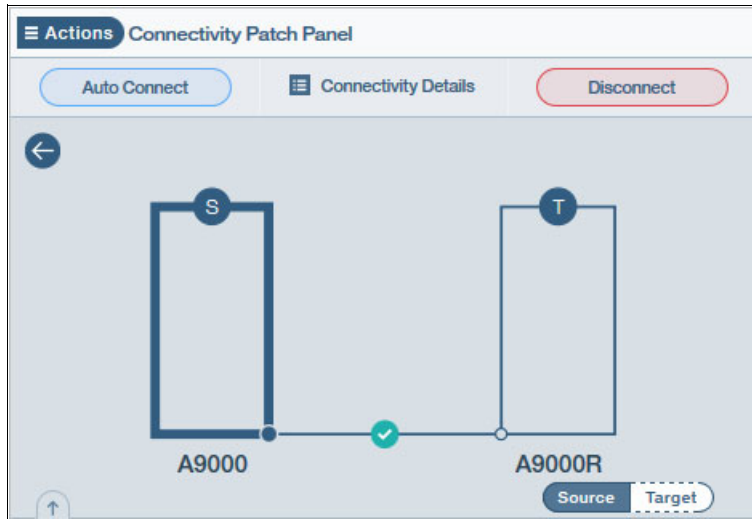 Actions Connectivity Patch Panel
Auto Connect Connectivity Details Disconnect
S T
A9000 A9000R
Source Target